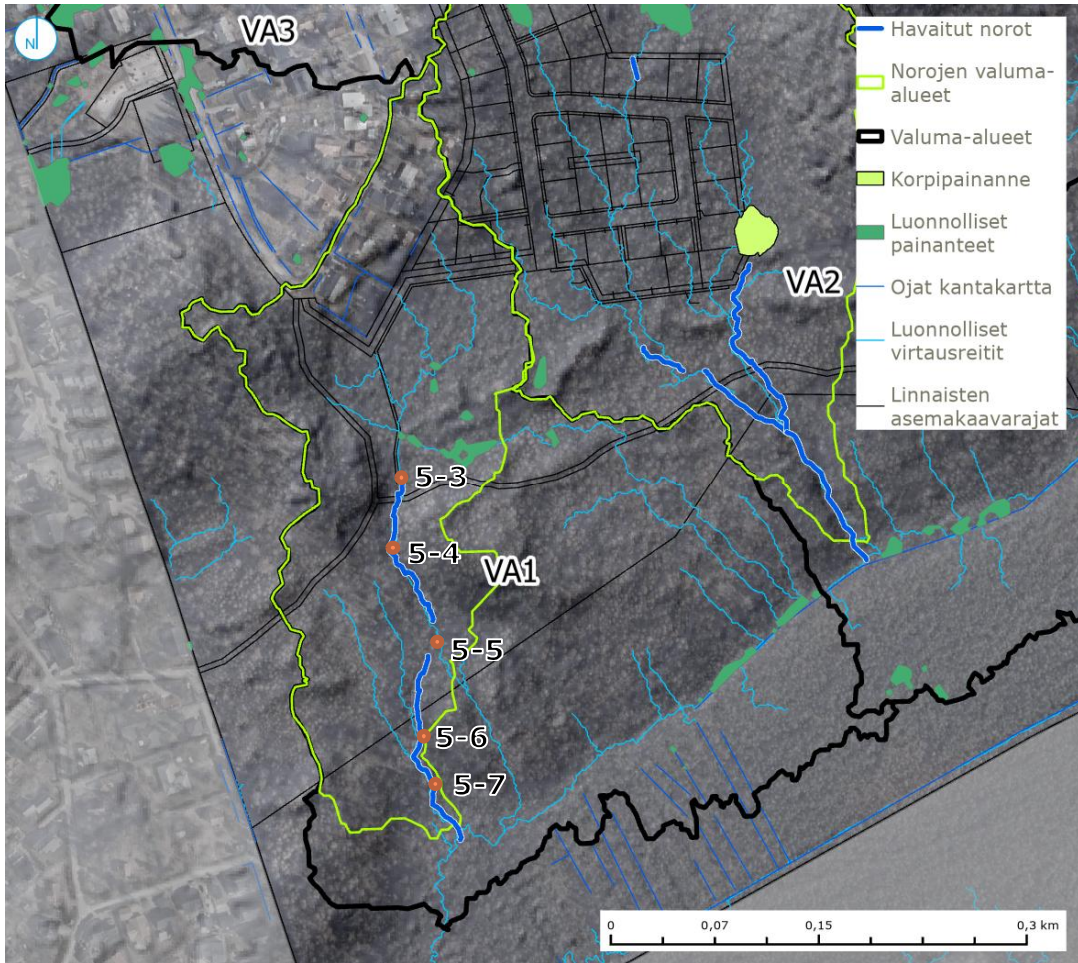 VA3
N
Havaitut norot
Norojen valuma-
alueet
Valuma-alueet
Korpipainanne
Luonnolliset
painanteet
Ojat kantakartta
Luonnolliset
virtausreitit
Linnaisten
asemakaavarajat
VA2
5-3
5-4
VA1
5-5
5-6
5-7
0 0,07 0,15 0,3 km